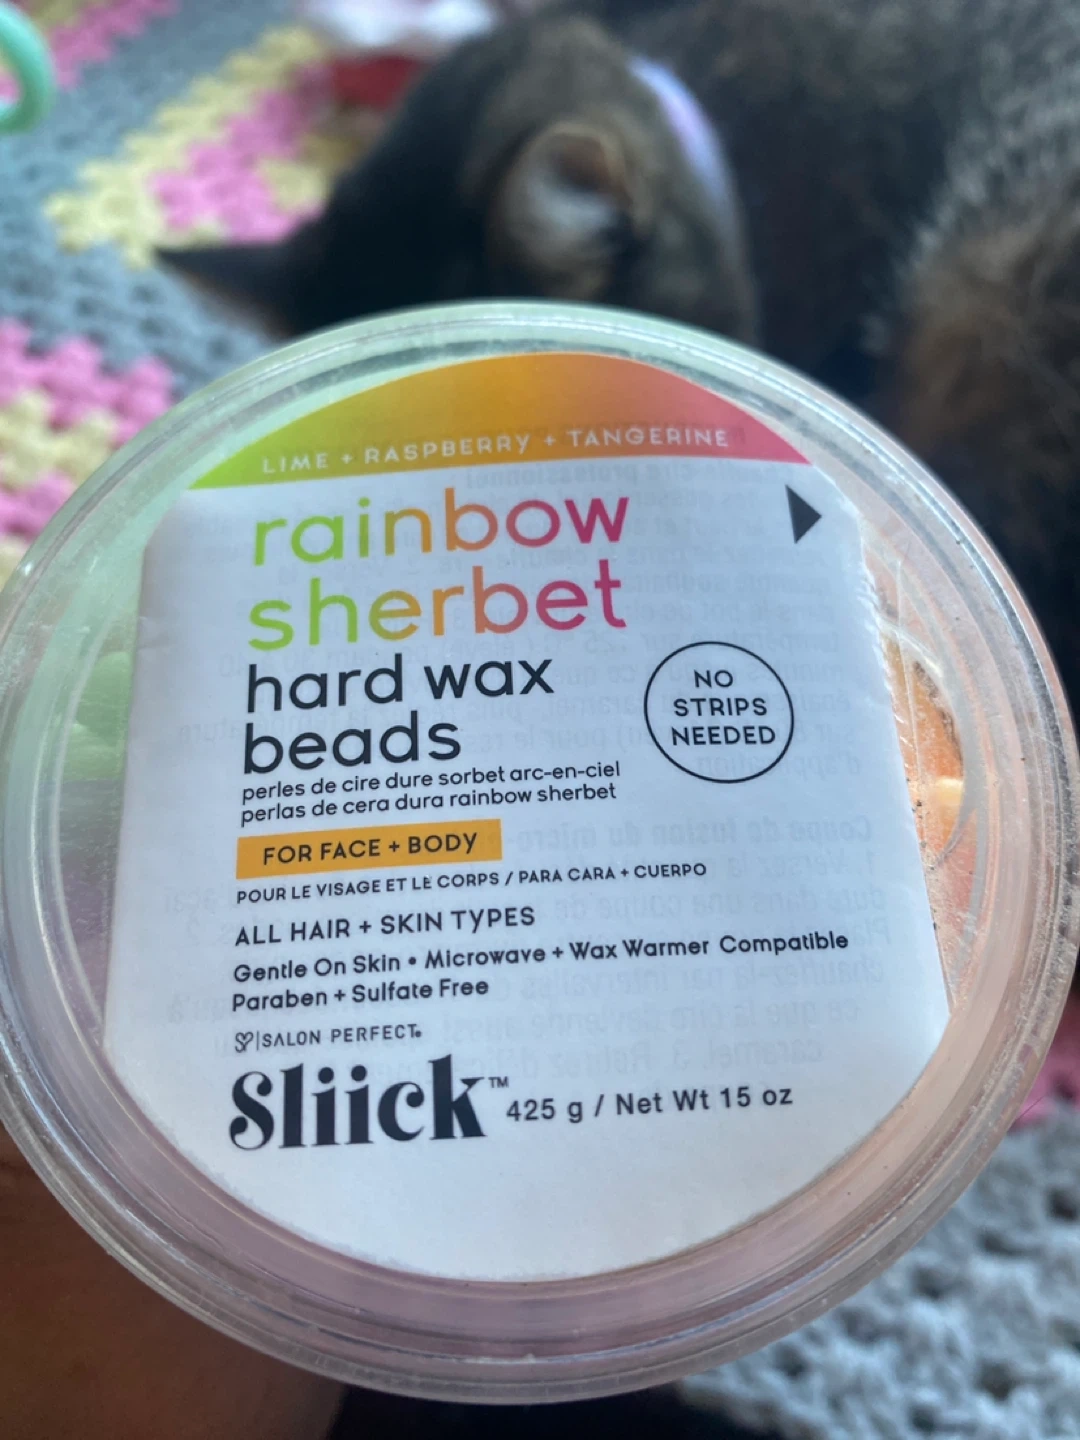 LIME + RASPBERRY + TANGERINE
rainbow
sherbet
hard wax
beads
NO
STRIPS
NEEDED
perles de cire dure sorbet arc-en-ciel
perlas de cera dura rainbow sherbet
FOR FACE + BODY
POUR LE VISAGE ET LE CORPS / PARA CARA + CUERPO
ALL HAIR + SKIN TYPES
Gentle On Skin • Microwave + Wax Warmer Compatible
Paraben + Sulfate Free
SALON PERFECT®
Sliick™ 425 g / Net Wt 15 oz